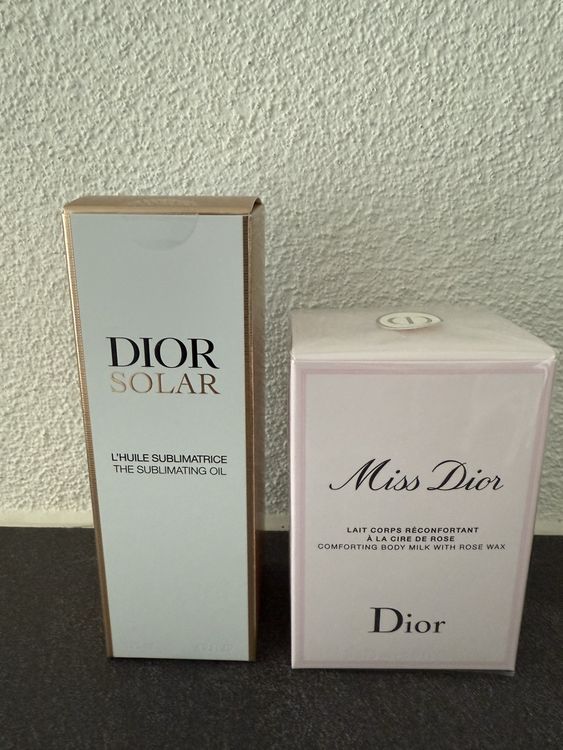 DIOR
SOLAR
L'HUILE SUBLIMATRICE
THE SUBLIMATING OIL
CD
Miss Dior
LAIT CORPS RÉCONFORTANT
À LA CIRE DE ROSE
COMFORTING BODY MILK WITH ROSE WAX
Dior